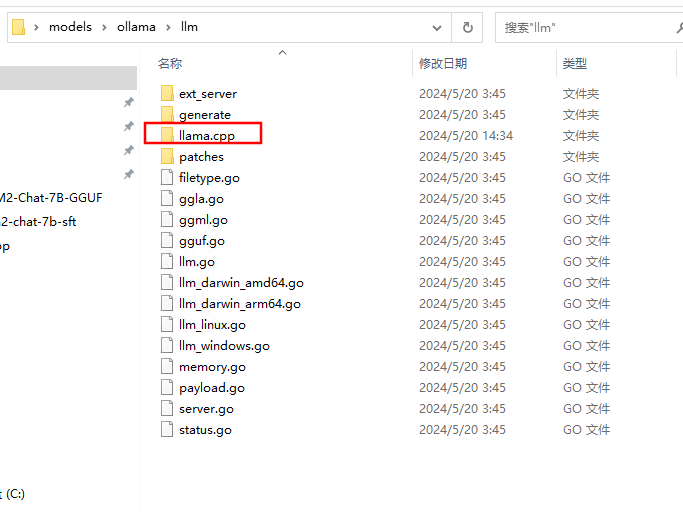 models > ollama > llm
搜索"llm"
名称 修改日期 类型
ext_server 2024/5/20 3:45 文件夹
generate 2024/5/20 3:45 文件夹
llama.cpp 2024/5/20 14:34 文件夹
patches 2024/5/20 3:45 文件夹
filetype.go 2024/5/20 3:45 GO 文件
ggla.go 2024/5/20 3:45 GO 文件
ggml.go 2024/5/20 3:45 GO 文件
gguf.go 2024/5/20 3:45 GO 文件
llm.go 2024/5/20 3:45 GO 文件
llm_darwin_amd64.go 2024/5/20 3:45 GO 文件
llm_darwin_arm64.go 2024/5/20 3:45 GO 文件
llm_linux.go 2024/5/20 3:45 GO 文件
llm_windows.go 2024/5/20 3:45 GO 文件
memory.go 2024/5/20 3:45 GO 文件
payload.go 2024/5/20 3:45 GO 文件
server.go 2024/5/20 3:45 GO 文件
status.go 2024/5/20 3:45 GO 文件
M2-Chat-7B-GGUF
2-chat-7b-sft
pp
t (C:)